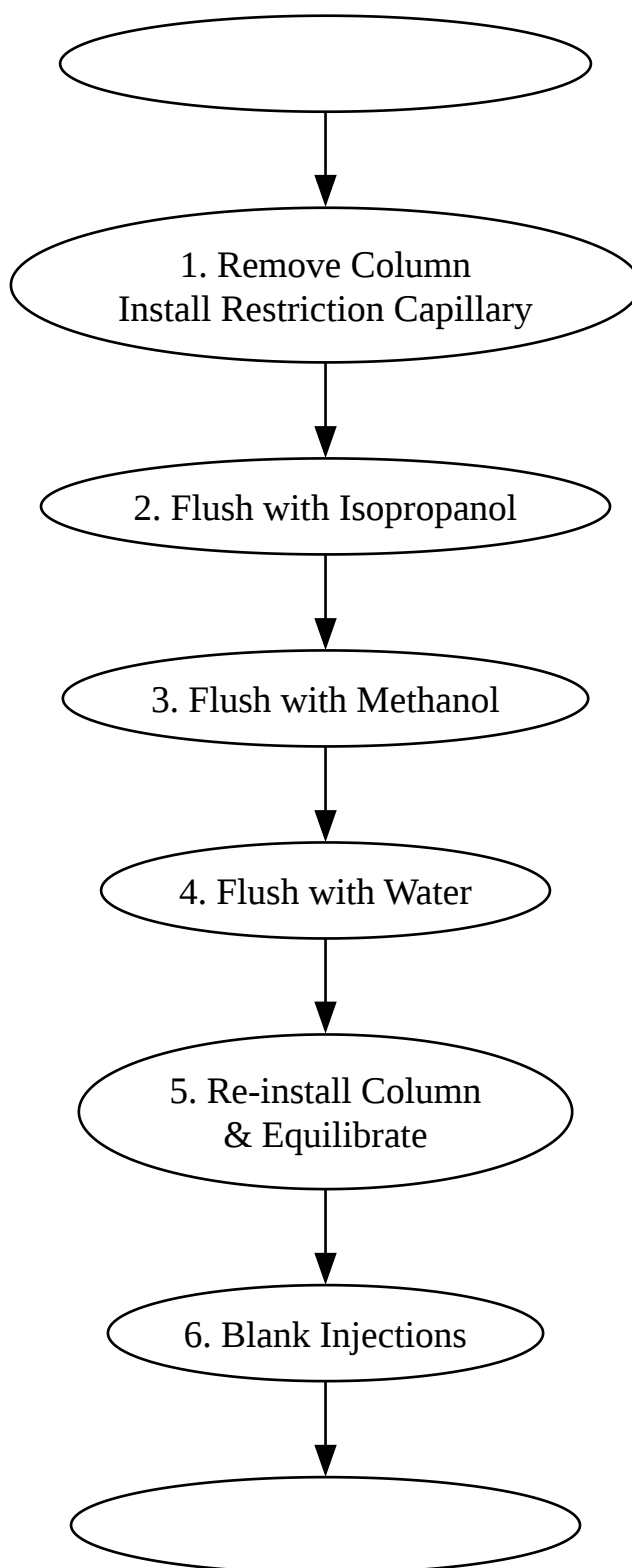 1. Remove Column
Install Restriction Capillary
2. Flush with Isopropanol
3. Flush with Methanol
4. Flush with Water
5. Re-install Column
& Equilibrate
6. Blank Injections